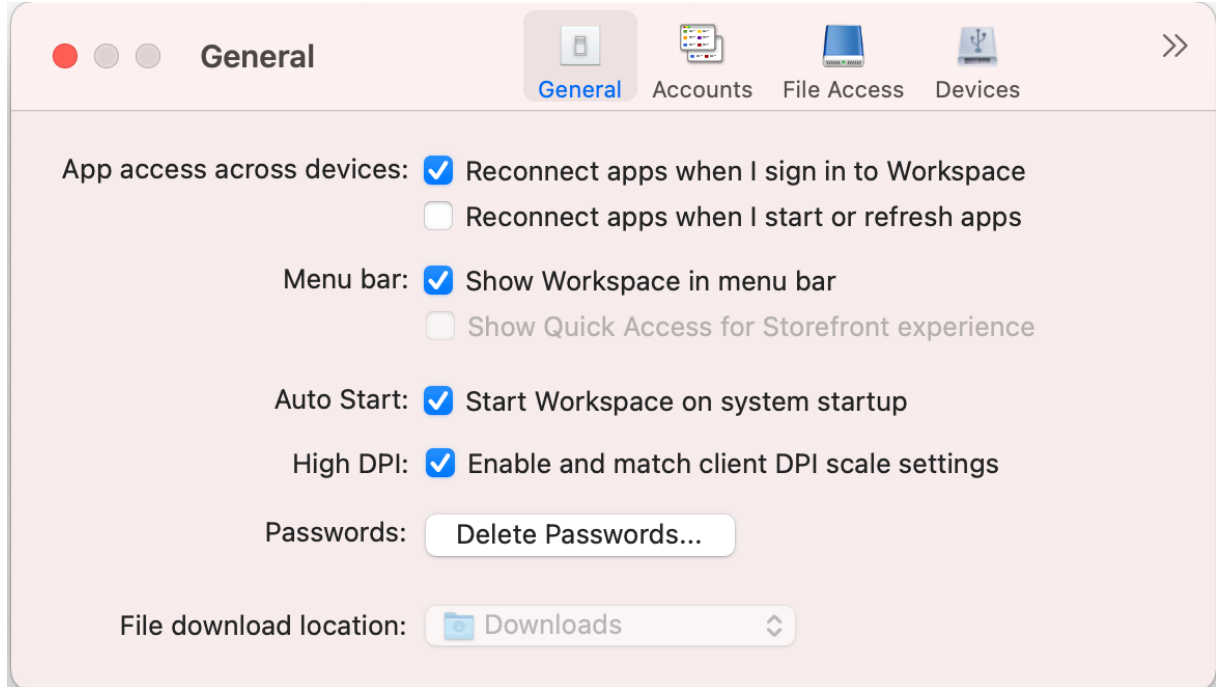 General
General Accounts File Access Devices
App access across devices: Reconnect apps when I sign in to Workspace
Reconnect apps when I start or refresh apps
Menu bar: Show Workspace in menu bar
Show Quick Access for Storefront experience
Auto Start: Start Workspace on system startup
High DPI: Enable and match client DPI scale settings
Passwords: Delete Passwords...
File download location: Downloads